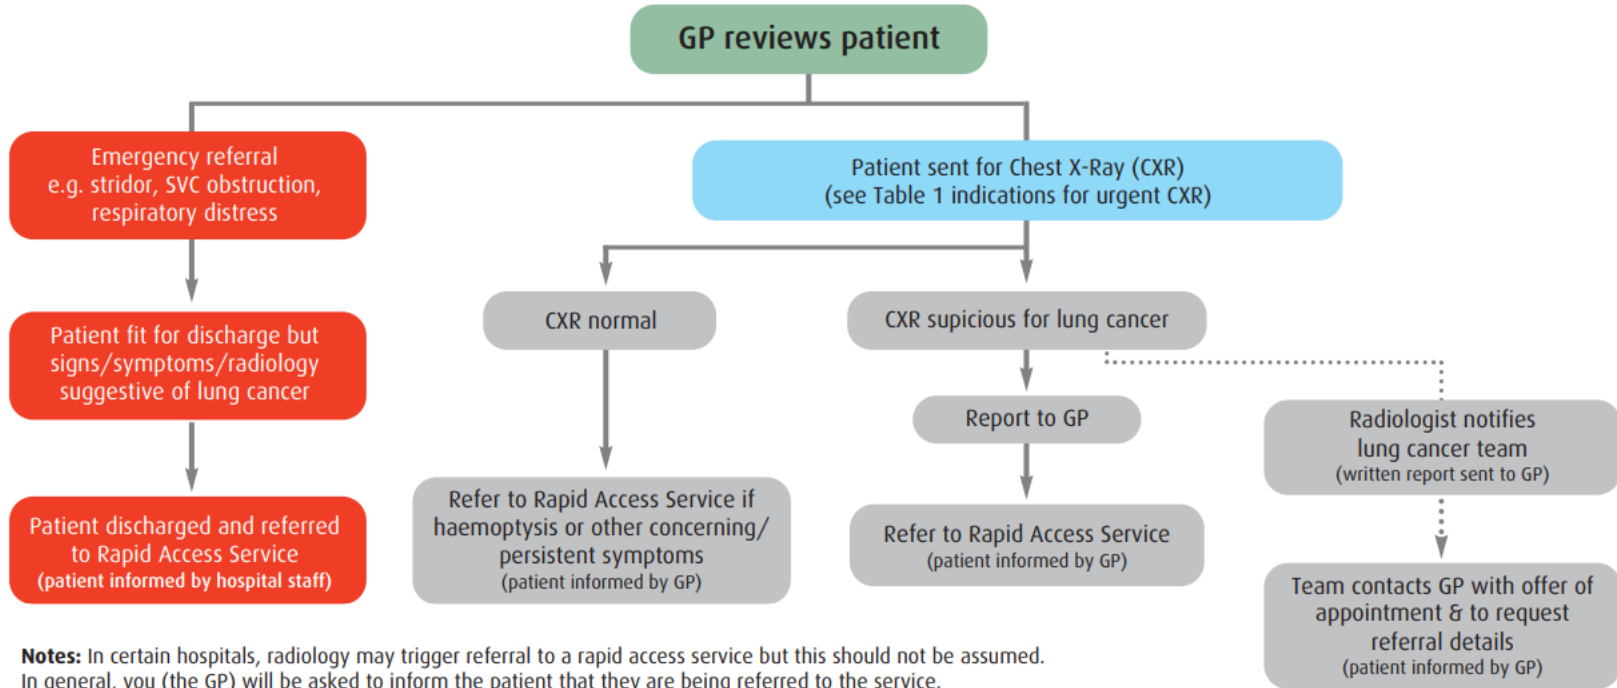 GP reviews patient
Emergency referral
e.g. stridor, SVC obstruction,
respiratory distress
Patient fit for discharge but
signs/symptoms/radiology
suggestive of lung cancer
Patient discharged and referred
to Rapid Access Service
(patient informed by hospital staff)
Patient sent for Chest X-Ray (CXR)
(see Table 1 indications for urgent CXR)
CXR normal
Refer to Rapid Access Service if
haemoptysis or other concerning/
persistent symptoms
(patient informed by GP)
CXR supicious for lung cancer
Report to GP
Refer to Rapid Access Service
(patient informed by GP)
Radiologist notifies
lung cancer team
(written report sent to GP)
Team contacts GP with offer of
appointment & to request
referral details
(patient informed by GP)
Notes: In certain hospitals, radiology may trigger referral to a rapid access service but this should not be assumed.
In general, you (the GP) will be asked to inform the patient that they are being referred to the service.